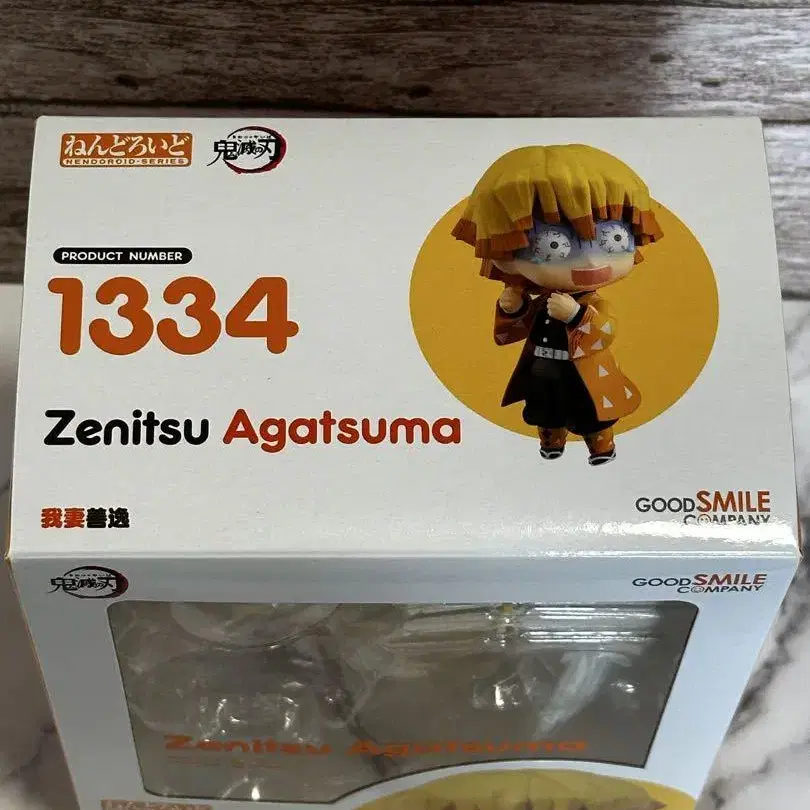 ねんどろいど
NENDOROID-SERIES
鬼滅の刃
PRODUCT NUMBER
1334
Zenitsu Agatsuma
我妻善逸
GOOD SMILE
COMPANY
鬼滅の刃
GOOD SMILE
COMPANY
Zenitsu Agatsuma